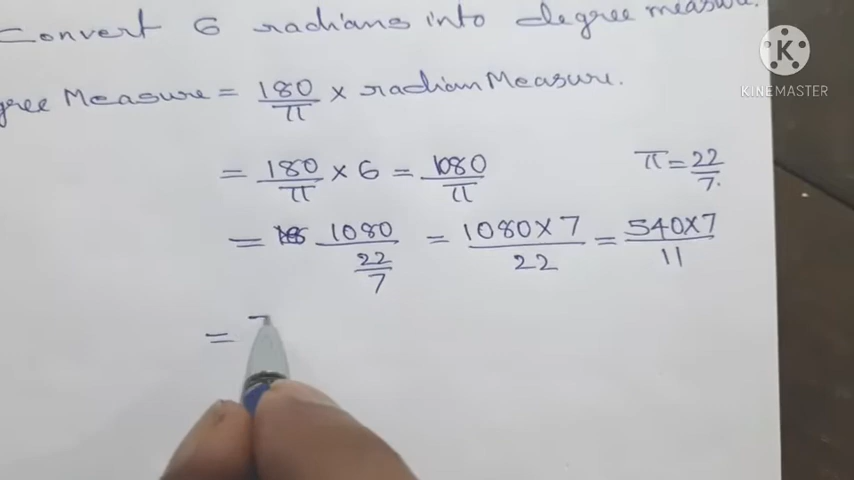 Convert 6 radians into degree measure.
gree Measure = 180/π × radian Measure.
= 180/π × 6 = 1080/π π = 22/7.
= 1080/(22/7) = 1080×7/22 = 540×7/11
=
K
KINEMASTER